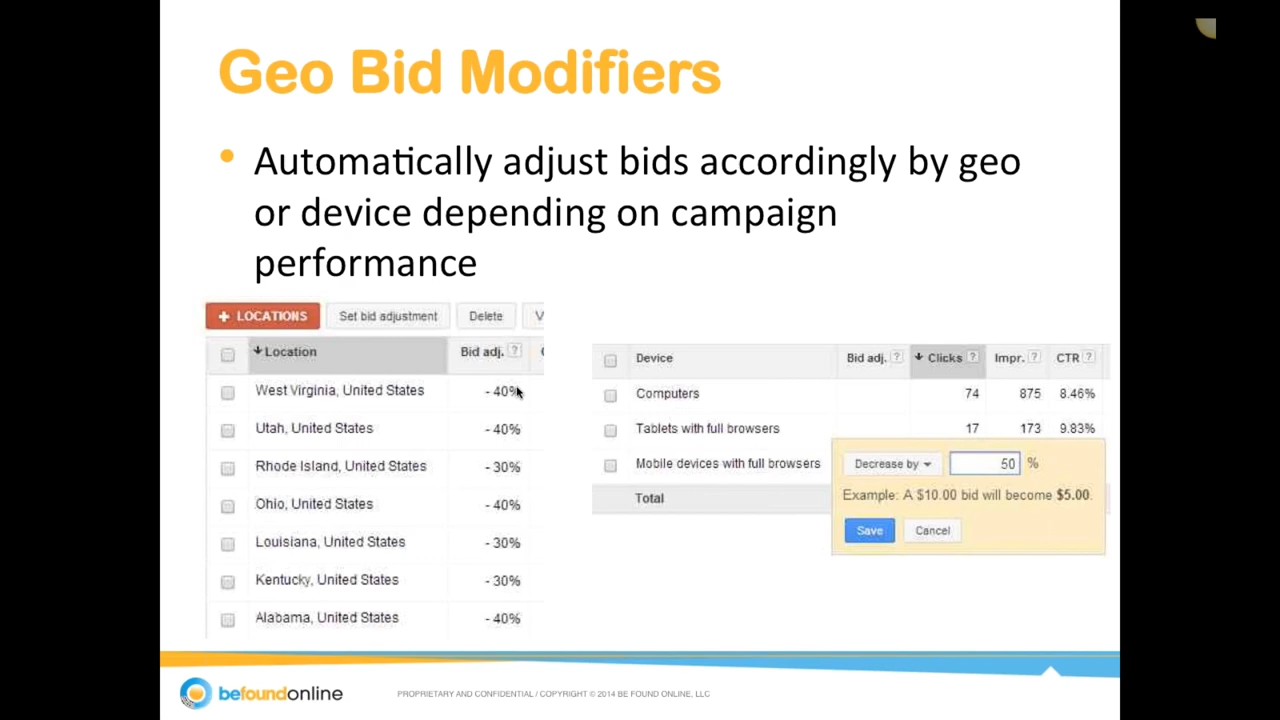 Geo Bid Modifiers
• Automatically adjust bids accordingly by geo
or device depending on campaign
performance
+ LOCATIONS Set bid adjustment Delete V
Location Bid adj. ?
West Virginia, United States - 40%
Utah, United States - 40%
Rhode Island, United States - 30%
Ohio, United States - 40%
Louisiana, United States - 30%
Kentucky, United States - 30%
Alabama, United States - 40%
Device Bid adj. ? Clicks ? Impr. ? CTR ?
Computers 74 875 8.46%
Tablets with full browsers 17 173 9.83%
Mobile devices with full browsers
Total
Decrease by 50 %
Example: A $10.00 bid will become $5.00.
Save Cancel
befoundonline
PROPRIETARY AND CONFIDENTIAL / COPYRIGHT © 2014 BE FOUND ONLINE, LLC